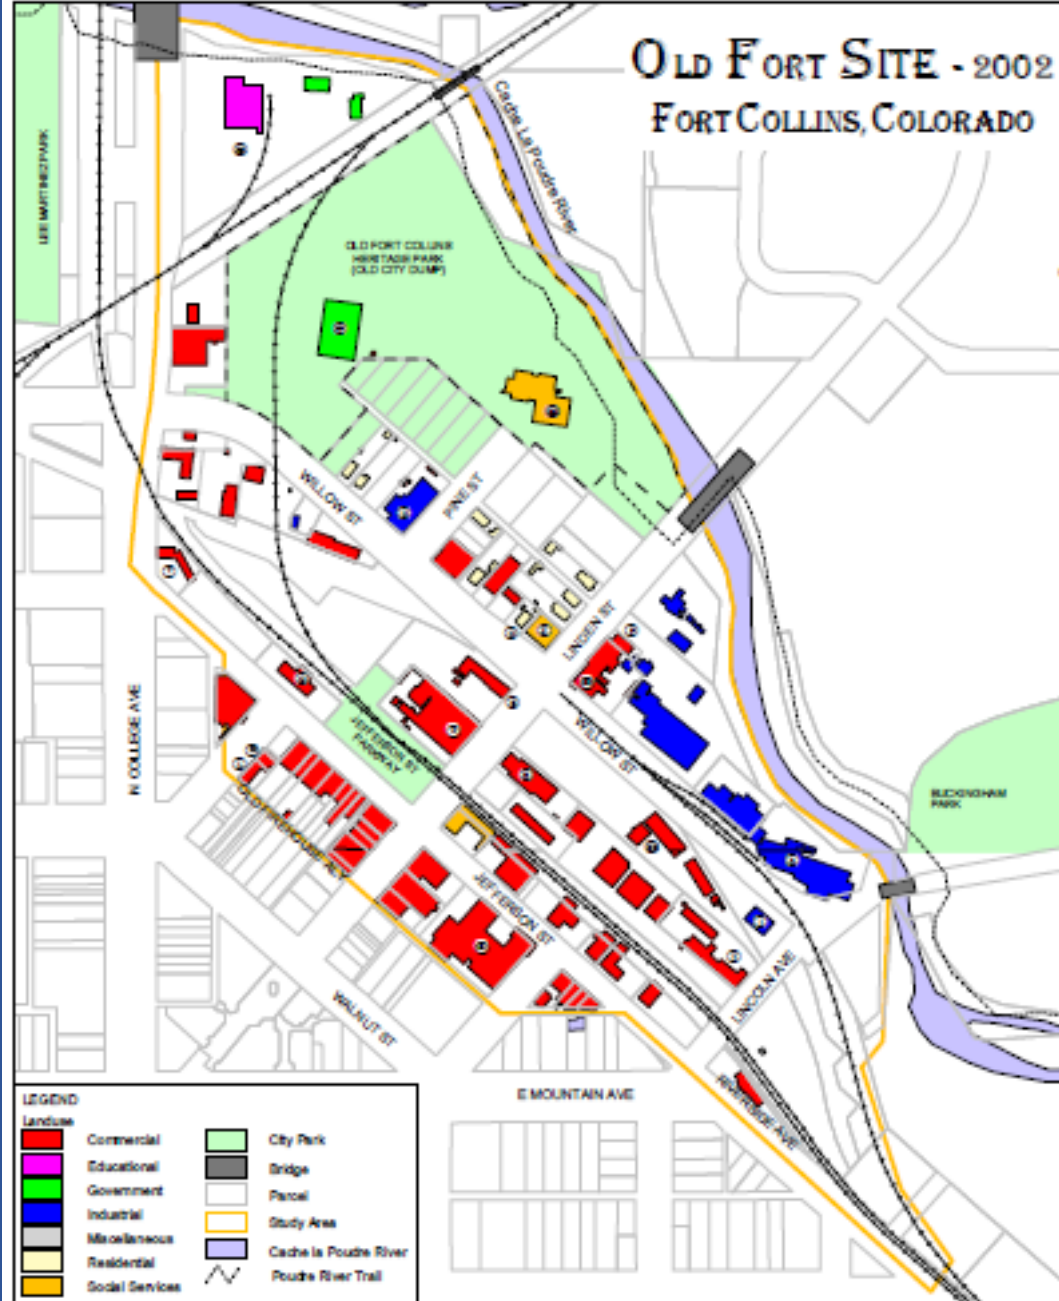 OLD FORT SITE - 2002
FORT COLLINS, COLORADO
LEE MARTINEZ PARK
Cache La Poudre River
OLD FORT COLLINS
HERITAGE PARK
(OLD CITY DUMP)
WILLOW ST
PINE ST
LINDEN ST
N COLLEGE AVE
JEFFERSON ST
PARKWAY
WILLOW ST
BUCKINGHAM
PARK
JEFFERSON ST
WALNUT ST
LINCOLN AVE
E MOUNTAIN AVE
RIVERSIDE AVE
LEGEND
Landuse
Commercial
Educational
Government
Industrial
Miscellaneous
Residential
Social Services
City Park
Bridge
Parcel
Study Area
Cache la Poudre River
Poudre River Trail